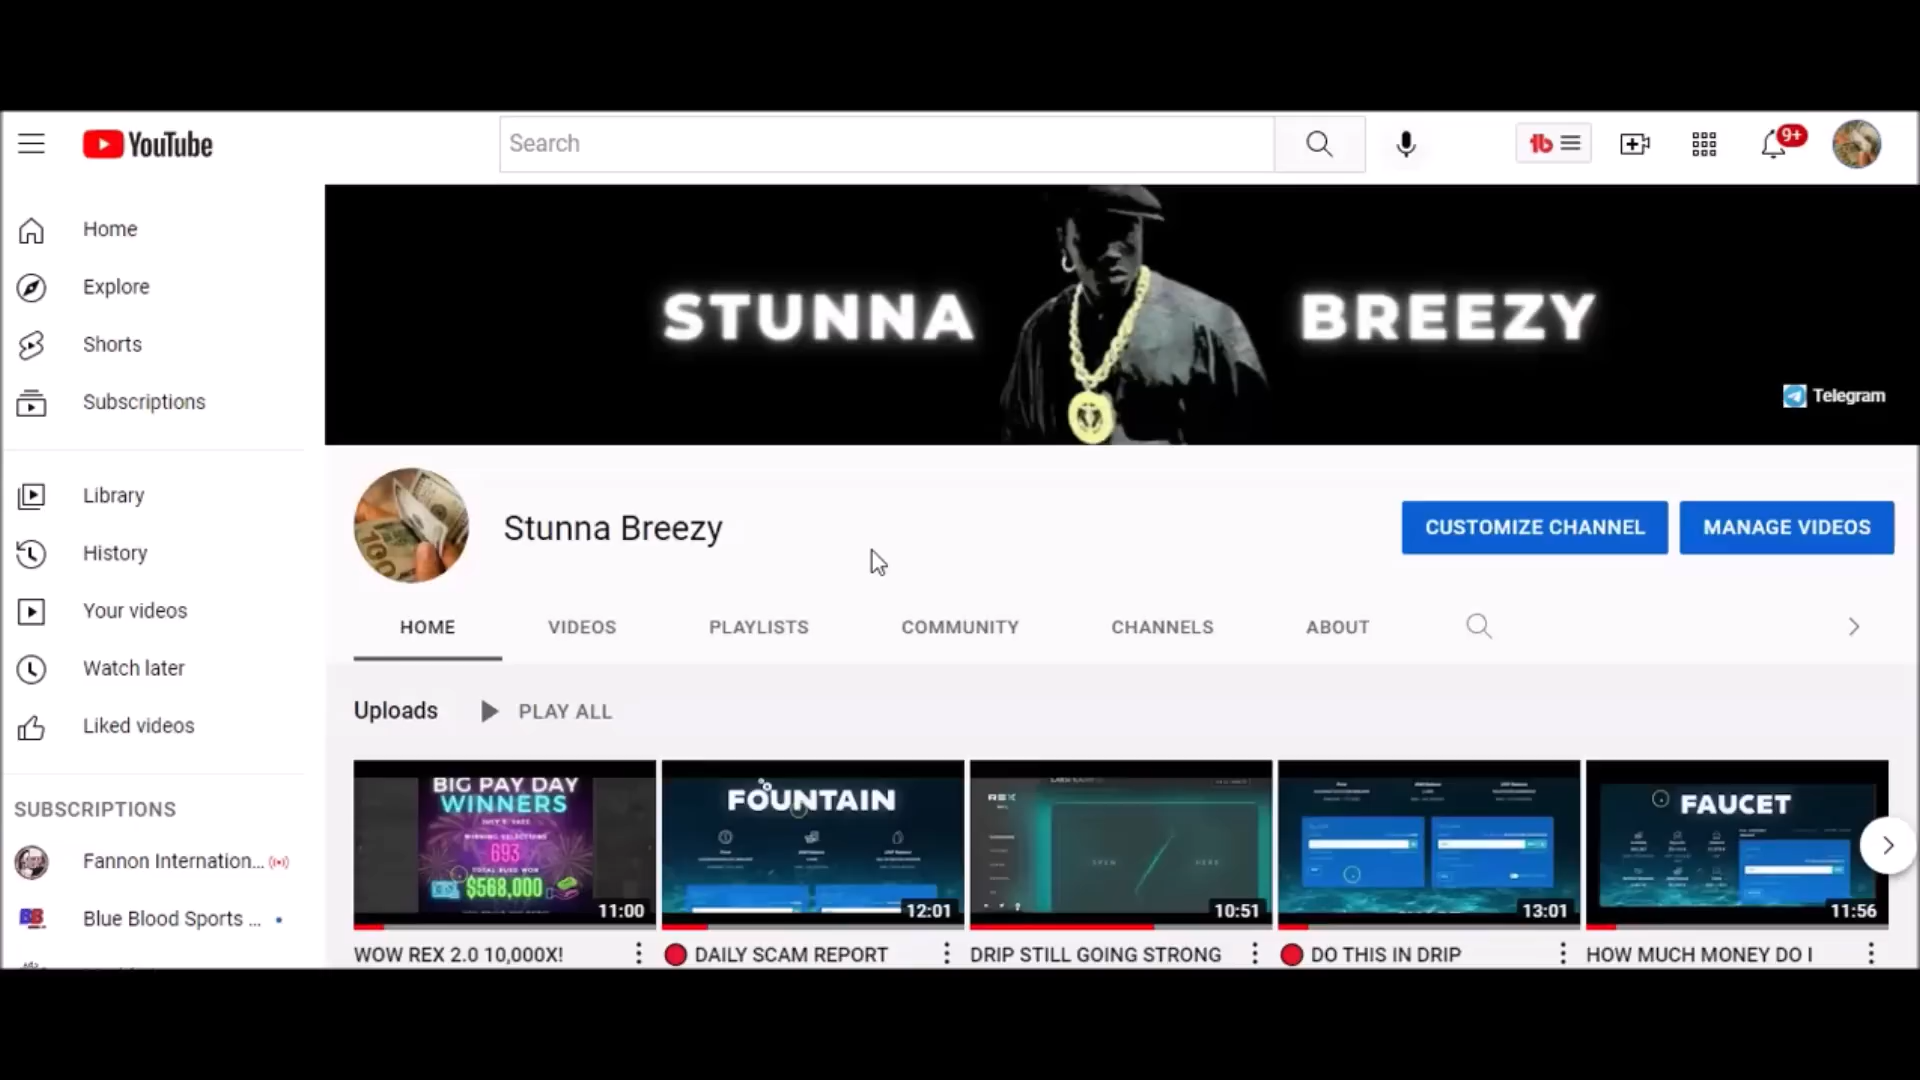 YouTube
Search
9+
Home
Explore
Shorts
Subscriptions
Library
History
Your videos
Watch later
Liked videos
SUBSCRIPTIONS
Fannon Internation...
Blue Blood Sports ...
STUNNA BREEZY
Telegram
Stunna Breezy
CUSTOMIZE CHANNEL
MANAGE VIDEOS
HOME
VIDEOS
PLAYLISTS
COMMUNITY
CHANNELS
ABOUT
Uploads
PLAY ALL
BIG PAY DAY
WINNERS
693
$568,000
11:00
WOW REX 2.0 10,000X!
FOUNTAIN
12:01
DAILY SCAM REPORT
REX
10:51
DRIP STILL GOING STRONG
13:01
DO THIS IN DRIP
FAUCET
11:56
HOW MUCH MONEY DO I